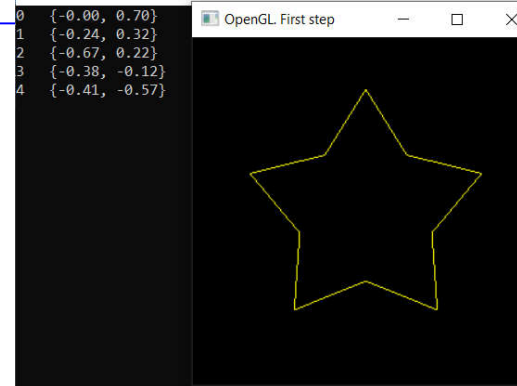 0 {-0.00, 0.70}
1 {-0.24, 0.32}
2 {-0.67, 0.22}
3 {-0.38, -0.12}
4 {-0.41, -0.57}
OpenGL. First step